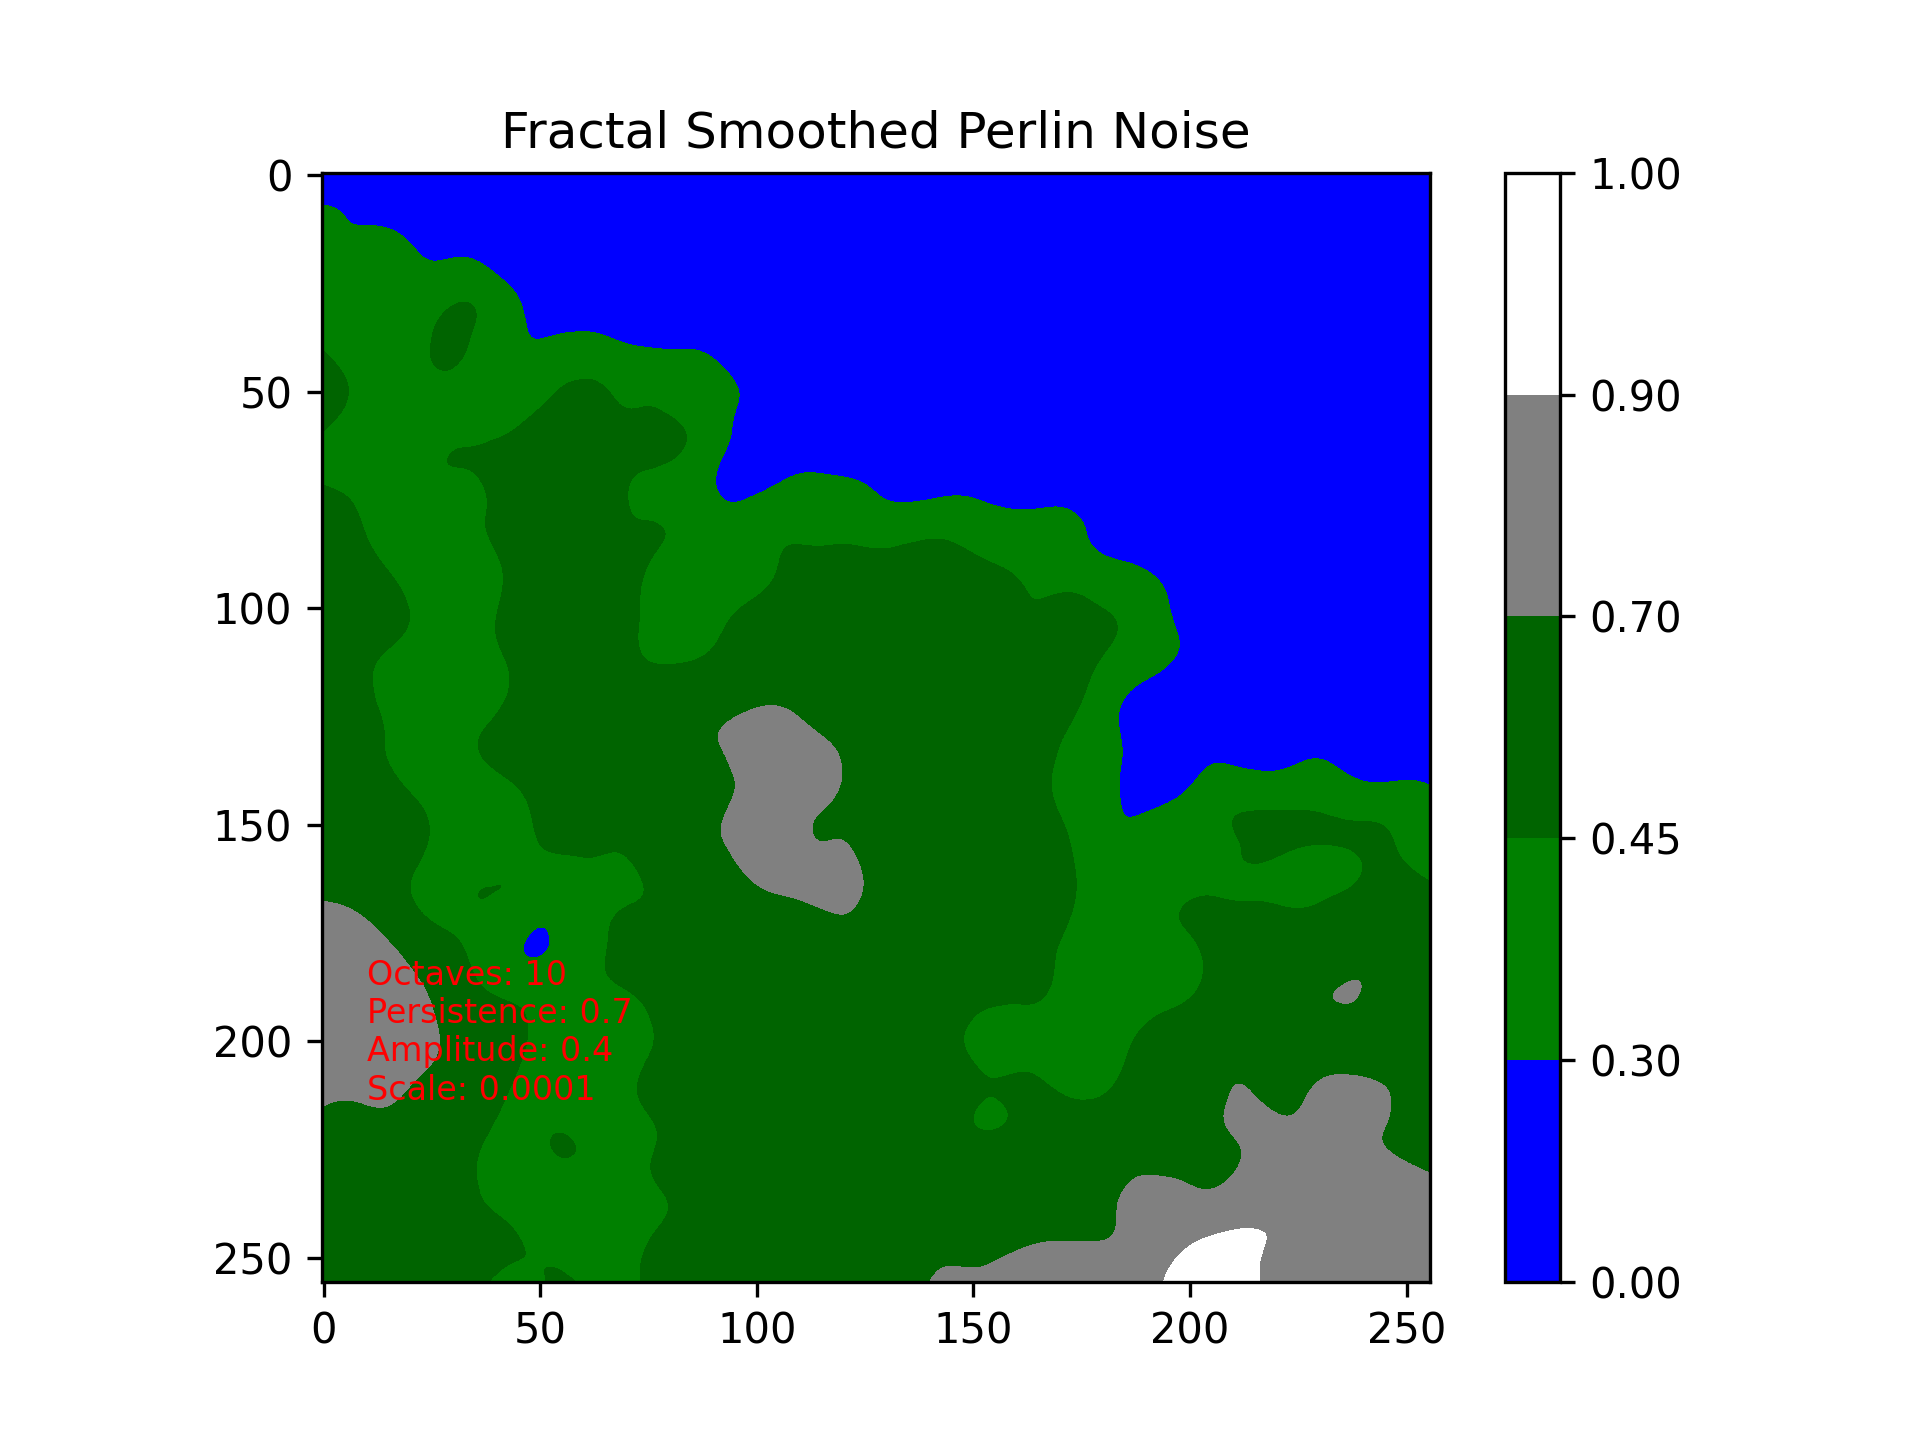 Fractal Smoothed Perlin Noise
0
50
100
150
200
250
Octaves: 10
Persistence: 0.7
Amplitude: 0.4
Scale: 0.0001
0 50 100 150 200 250
1.00
0.90
0.70
0.45
0.30
0.00